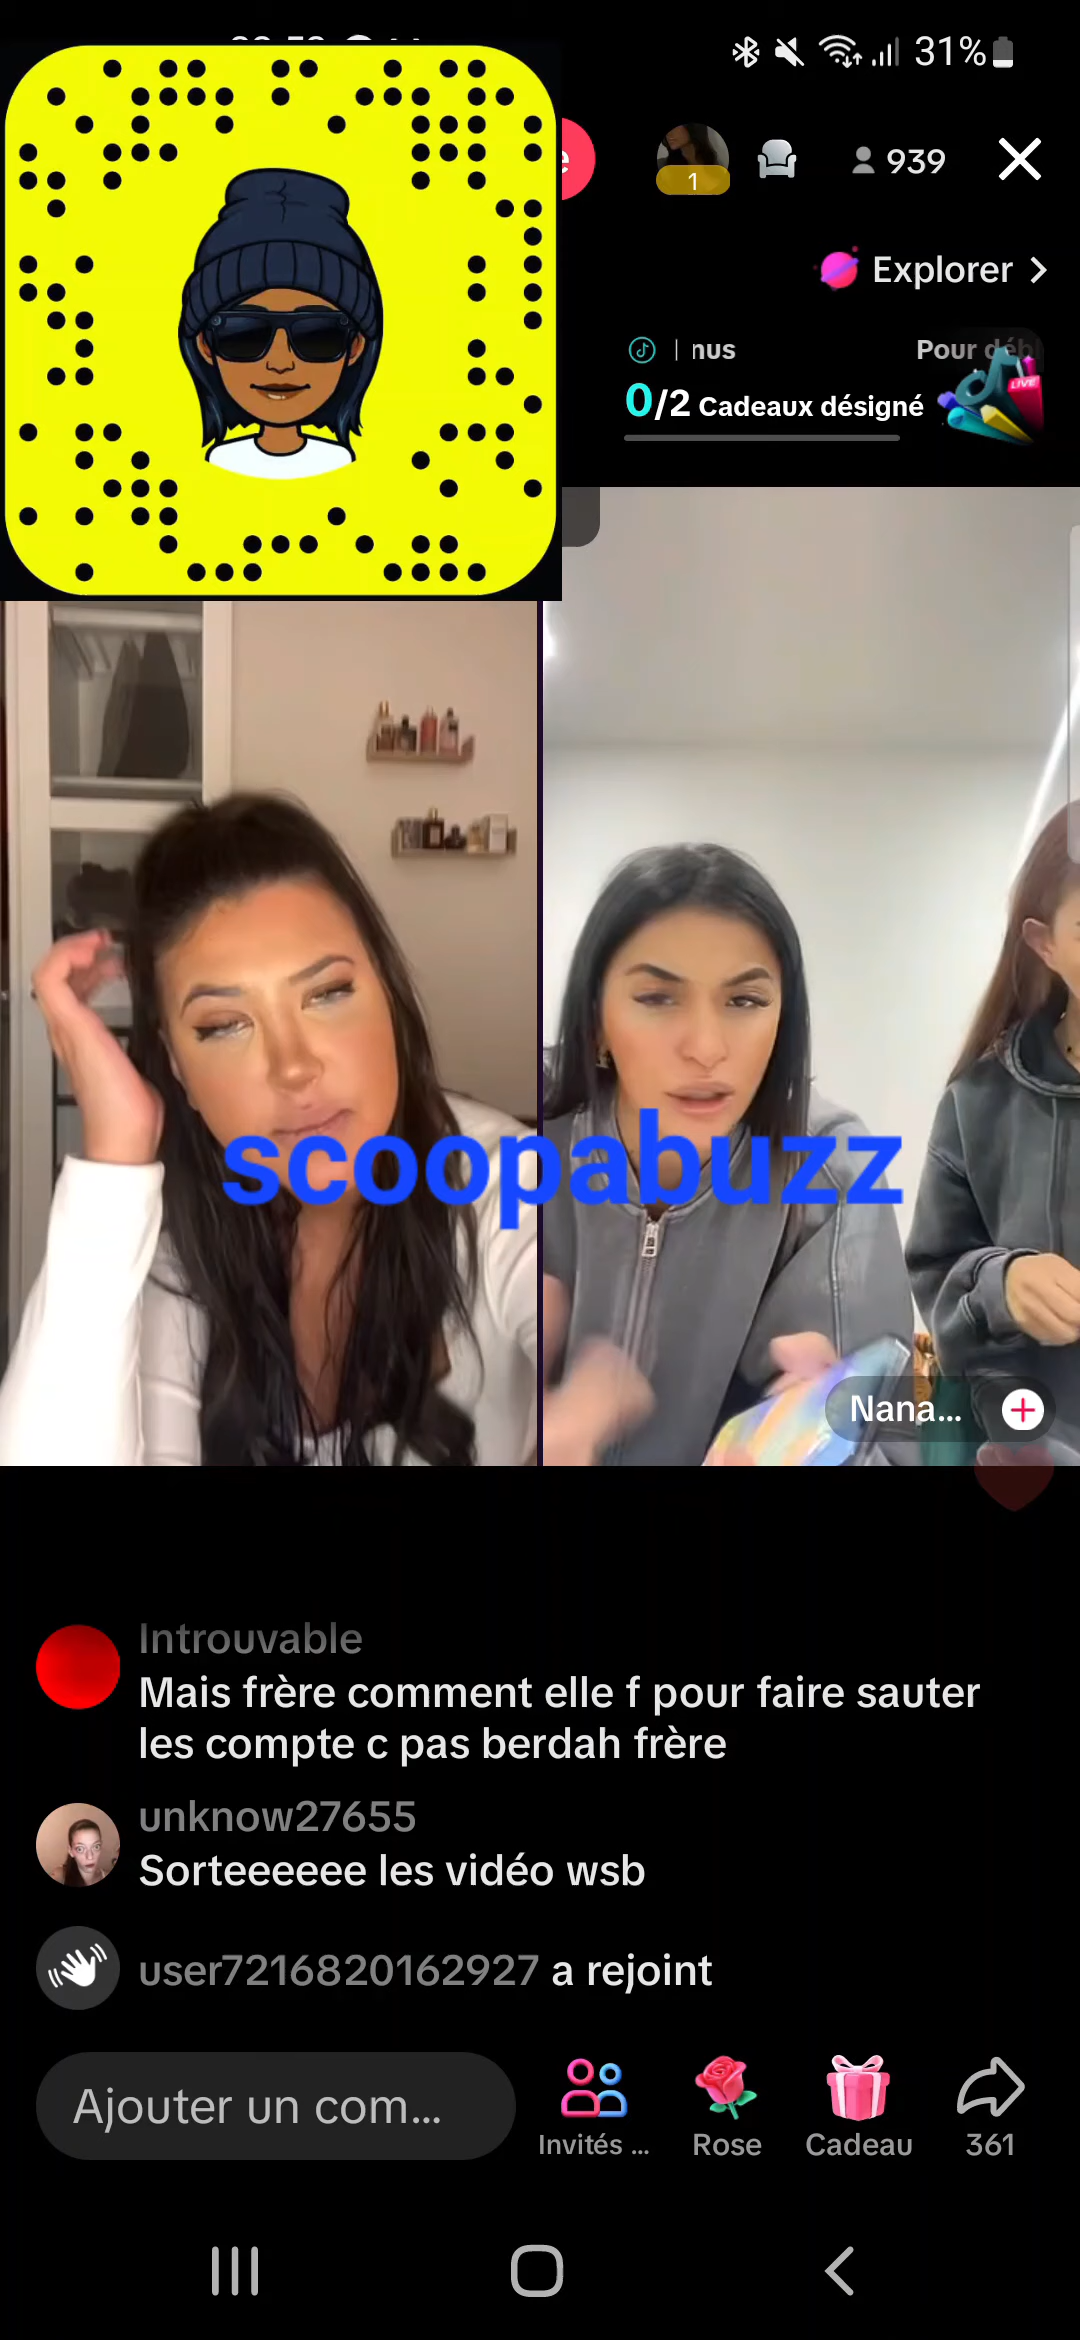 31%
1
939
Explorer
nus
Pour déb
0/2 Cadeaux désigné
LIVE
scoopabuzz
Nana...
Introuvable
Mais frère comment elle f pour faire sauter
les compte c pas berdah frère
unknow27655
Sorteeeeee les vidéo wsb
user7216820162927 a rejoint
Ajouter un com...
Invités ...
Rose
Cadeau
361